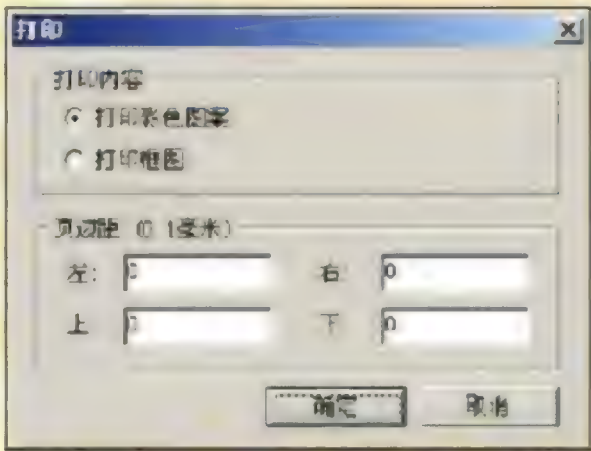 打印
打印内容
打印彩色图案
打印框图
页边距 (0.1毫米)
左: 0 右 0
上 0 下 0
确定 取消